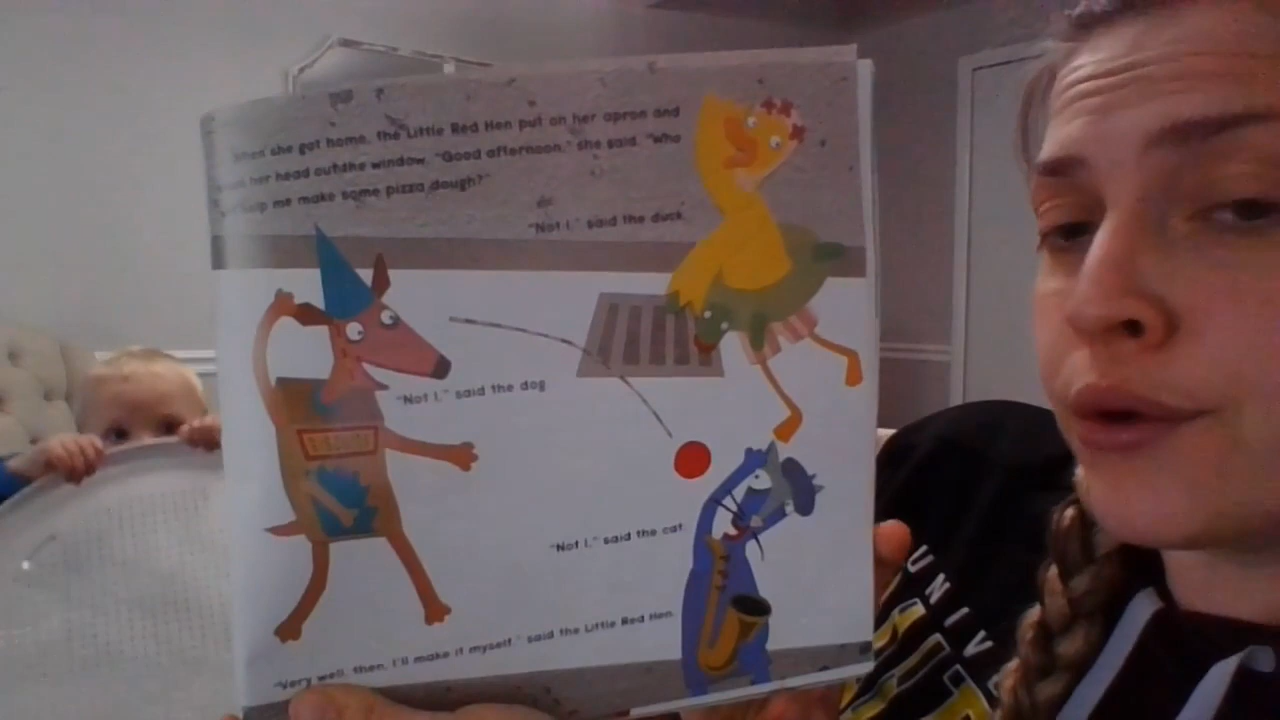 she got home, the Little Red Hen put on her apron and
her head out the window. "Good afternoon," she said. "Who
help me make some pizza dough?"
"Not I," said the duck.
"Not I," said the dog.
"Not I," said the cat.
"Very well, then, I'll make it myself," said the Little Red Hen.
UNIV